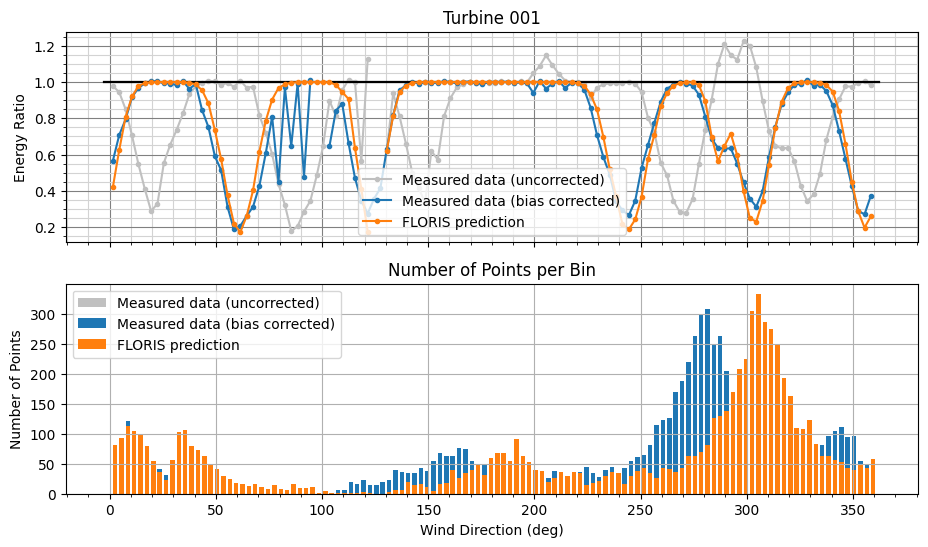 Turbine 001
1.2
1.0
0.8
0.6
0.4
0.2
Energy Ratio
Measured data (uncorrected)
Measured data (bias corrected)
FLORIS prediction
Number of Points per Bin
300
250
200
150
100
50
0
Number of Points
Measured data (uncorrected)
Measured data (bias corrected)
FLORIS prediction
0 50 100 150 200 250 300 350
Wind Direction (deg)